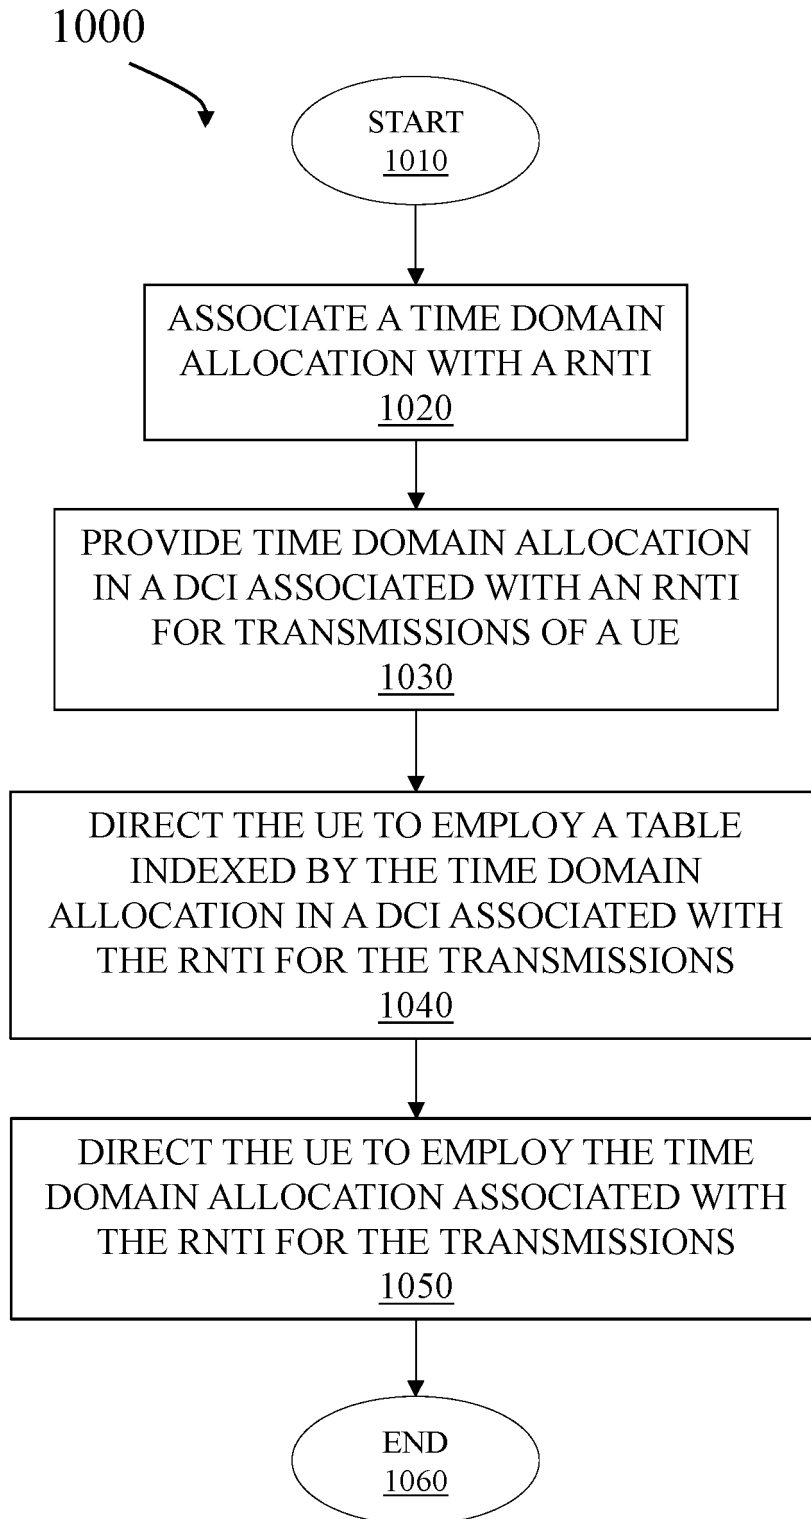 1000
START
1010
ASSOCIATE A TIME DOMAIN
ALLOCATION WITH A RNTI
1020
PROVIDE TIME DOMAIN ALLOCATION
IN A DCI ASSOCIATED WITH AN RNTI
FOR TRANSMISSIONS OF A UE
1030
DIRECT THE UE TO EMPLOY A TABLE
INDEXED BY THE TIME DOMAIN
ALLOCATION IN A DCI ASSOCIATED WITH
THE RNTI FOR THE TRANSMISSIONS
1040
DIRECT THE UE TO EMPLOY THE TIME
DOMAIN ALLOCATION ASSOCIATED WITH
THE RNTI FOR THE TRANSMISSIONS
1050
END
1060